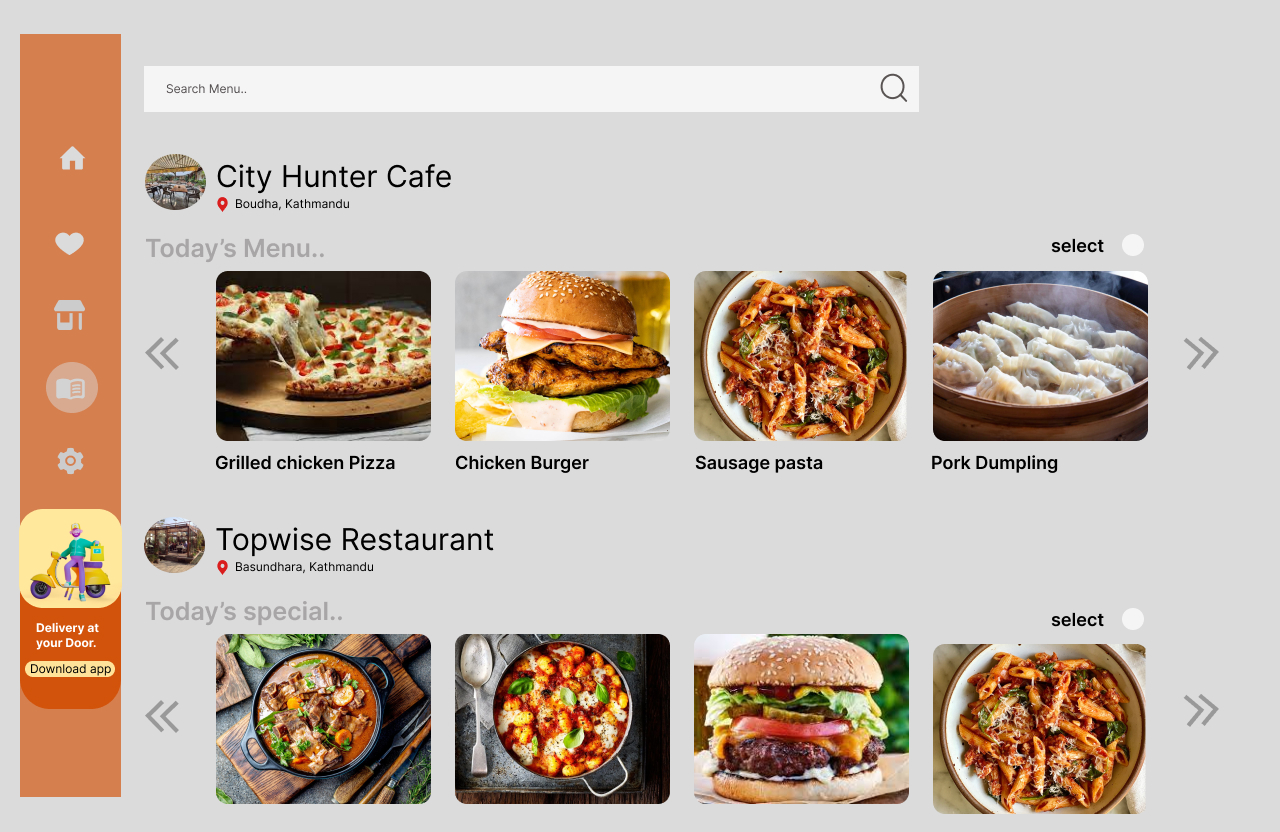 Search Menu..
City Hunter Cafe
Boudha, Kathmandu
Today's Menu..
select
Grilled chicken Pizza
Chicken Burger
Sausage pasta
Pork Dumpling
Topwise Restaurant
Basundhara, Kathmandu
Today's special..
select
Delivery at
your Door.
Download app